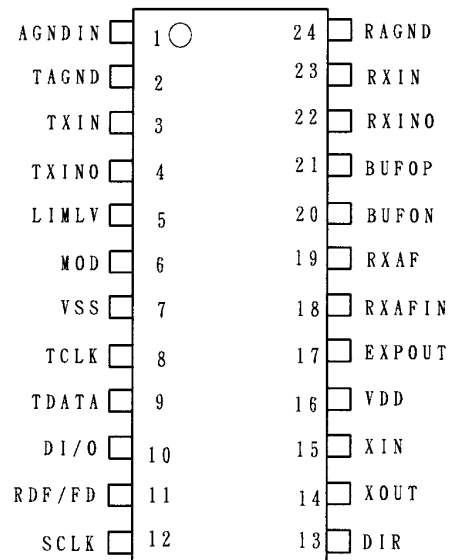 AGNDIN 1 24 RAGND
TAGND 2 23 RXIN
TXIN 3 22 RXINO
TXINO 4 21 BUFOP
LIMLV 5 20 BUFON
MOD 6 19 RXAF
VSS 7 18 RXAFIN
TCLK 8 17 EXPOUT
TDATA 9 16 VDD
DI/O 10 15 XIN
RDF/FD 11 14 XOUT
SCLK 12 13 DIR